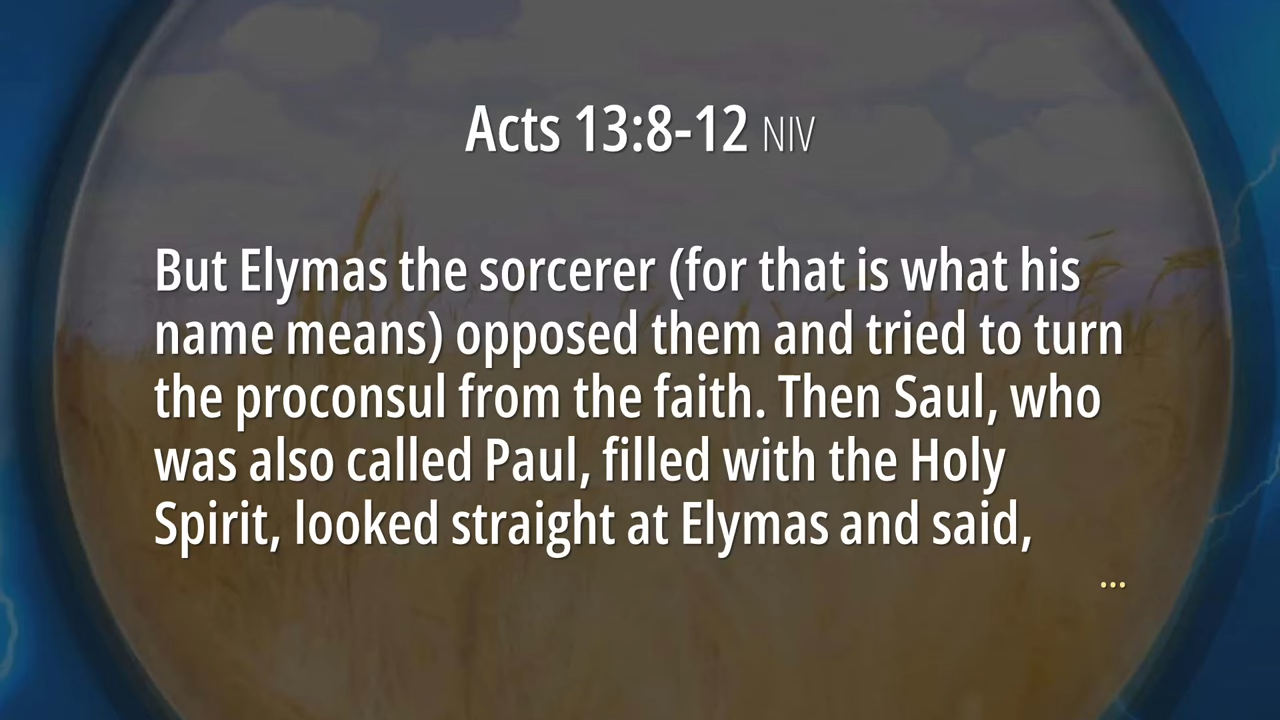 Acts 13:8-12 NIV
But Elymas the sorcerer (for that is what his
name means) opposed them and tried to turn
the proconsul from the faith. Then Saul, who
was also called Paul, filled with the Holy
Spirit, looked straight at Elymas and said,
...